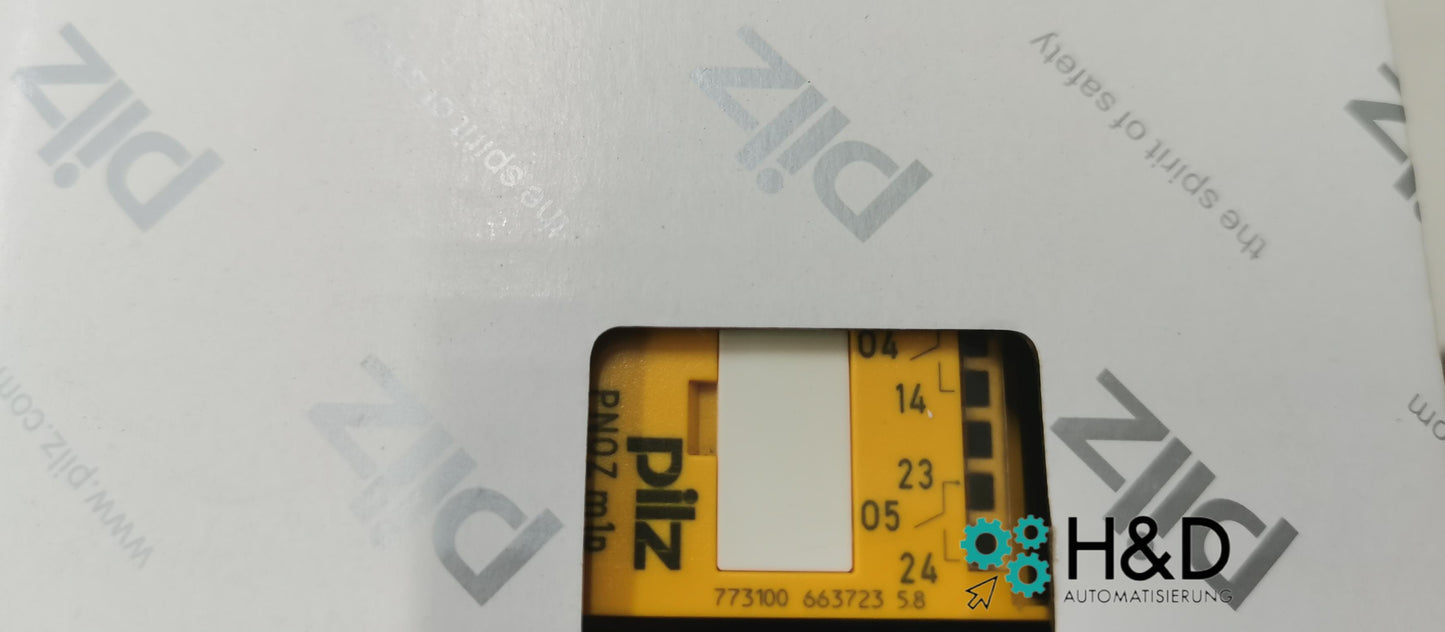 pilz
the spirit of safety
pilz
the spirit of safety
pilz
pilz
www.pilz.com
pilz
pilz
PNOZ m1p
pilz
04
14
23
05
24
773100 663723 5.8
H&D
AUTOMATISIERUNG